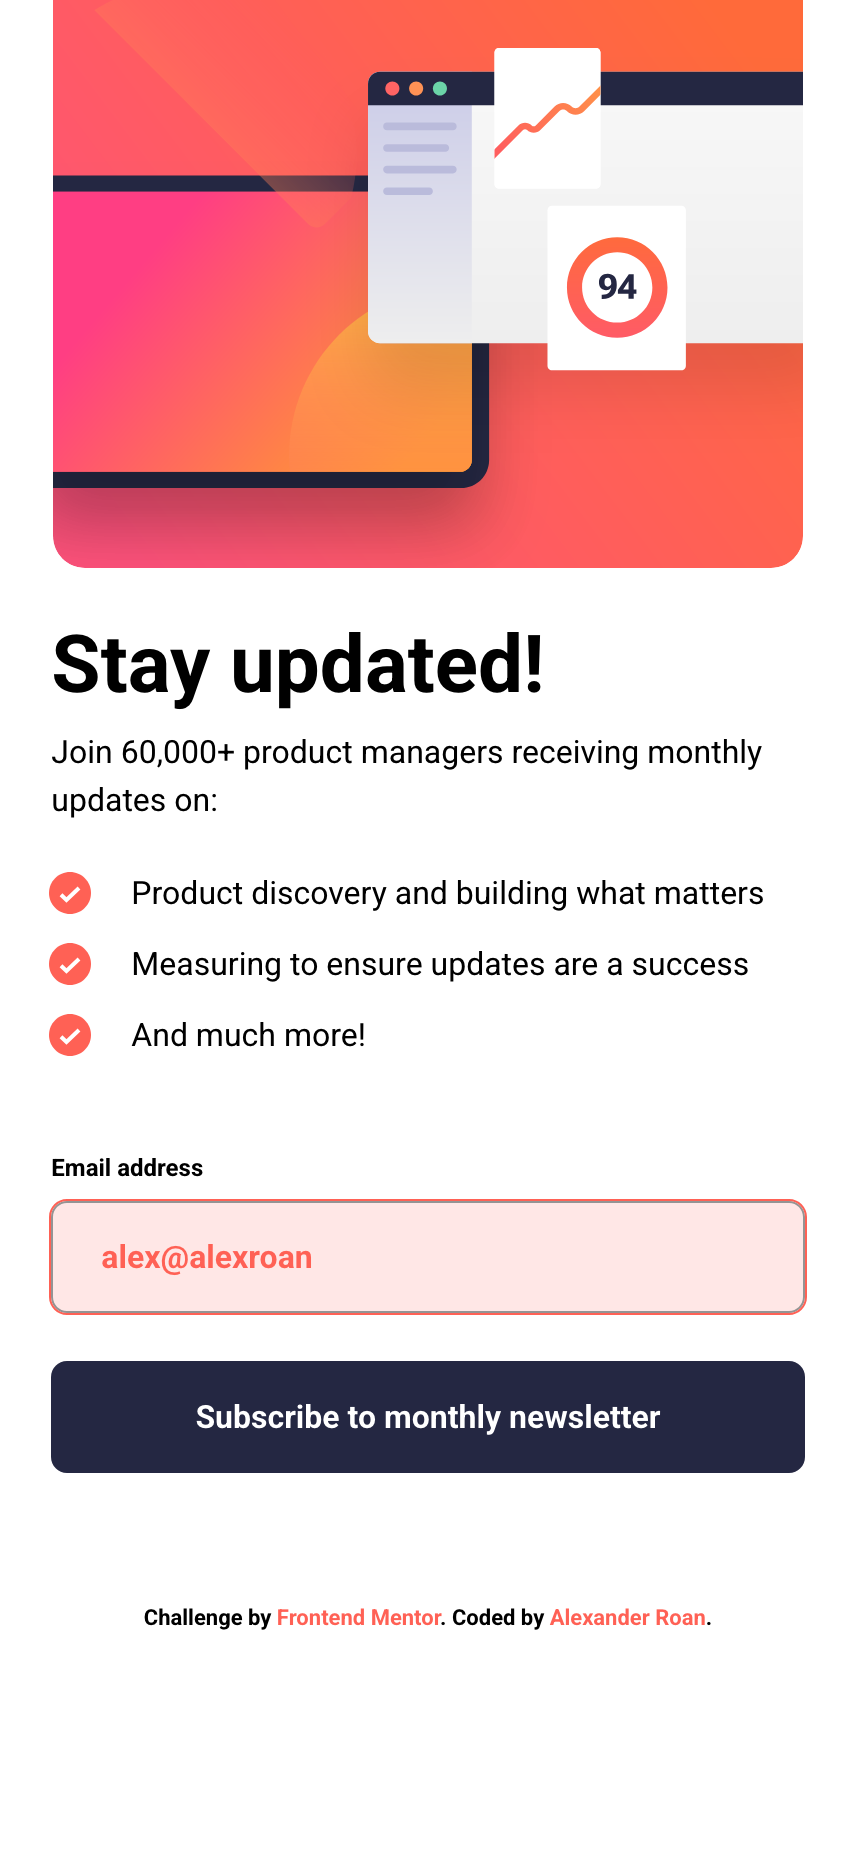 94
Stay updated!
Join 60,000+ product managers receiving monthly
updates on:
Product discovery and building what matters
Measuring to ensure updates are a success
And much more!
Email address
alex@alexroan
Subscribe to monthly newsletter
Challenge by Frontend Mentor. Coded by Alexander Roan.